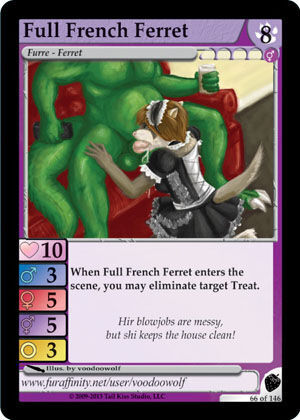 Full French Ferret
8
Furre - Ferret
10
3
When Full French Ferret enters the
scene, you may eliminate target Treat.
5
5
Hir blowjobs are messy,
but shi keeps the house clean!
3
Illus. by voodoowolf
www.furaffinity.net/user/voodoowolf
© 2009-2013 Tail Kiss Studio, LLC
66 of 146